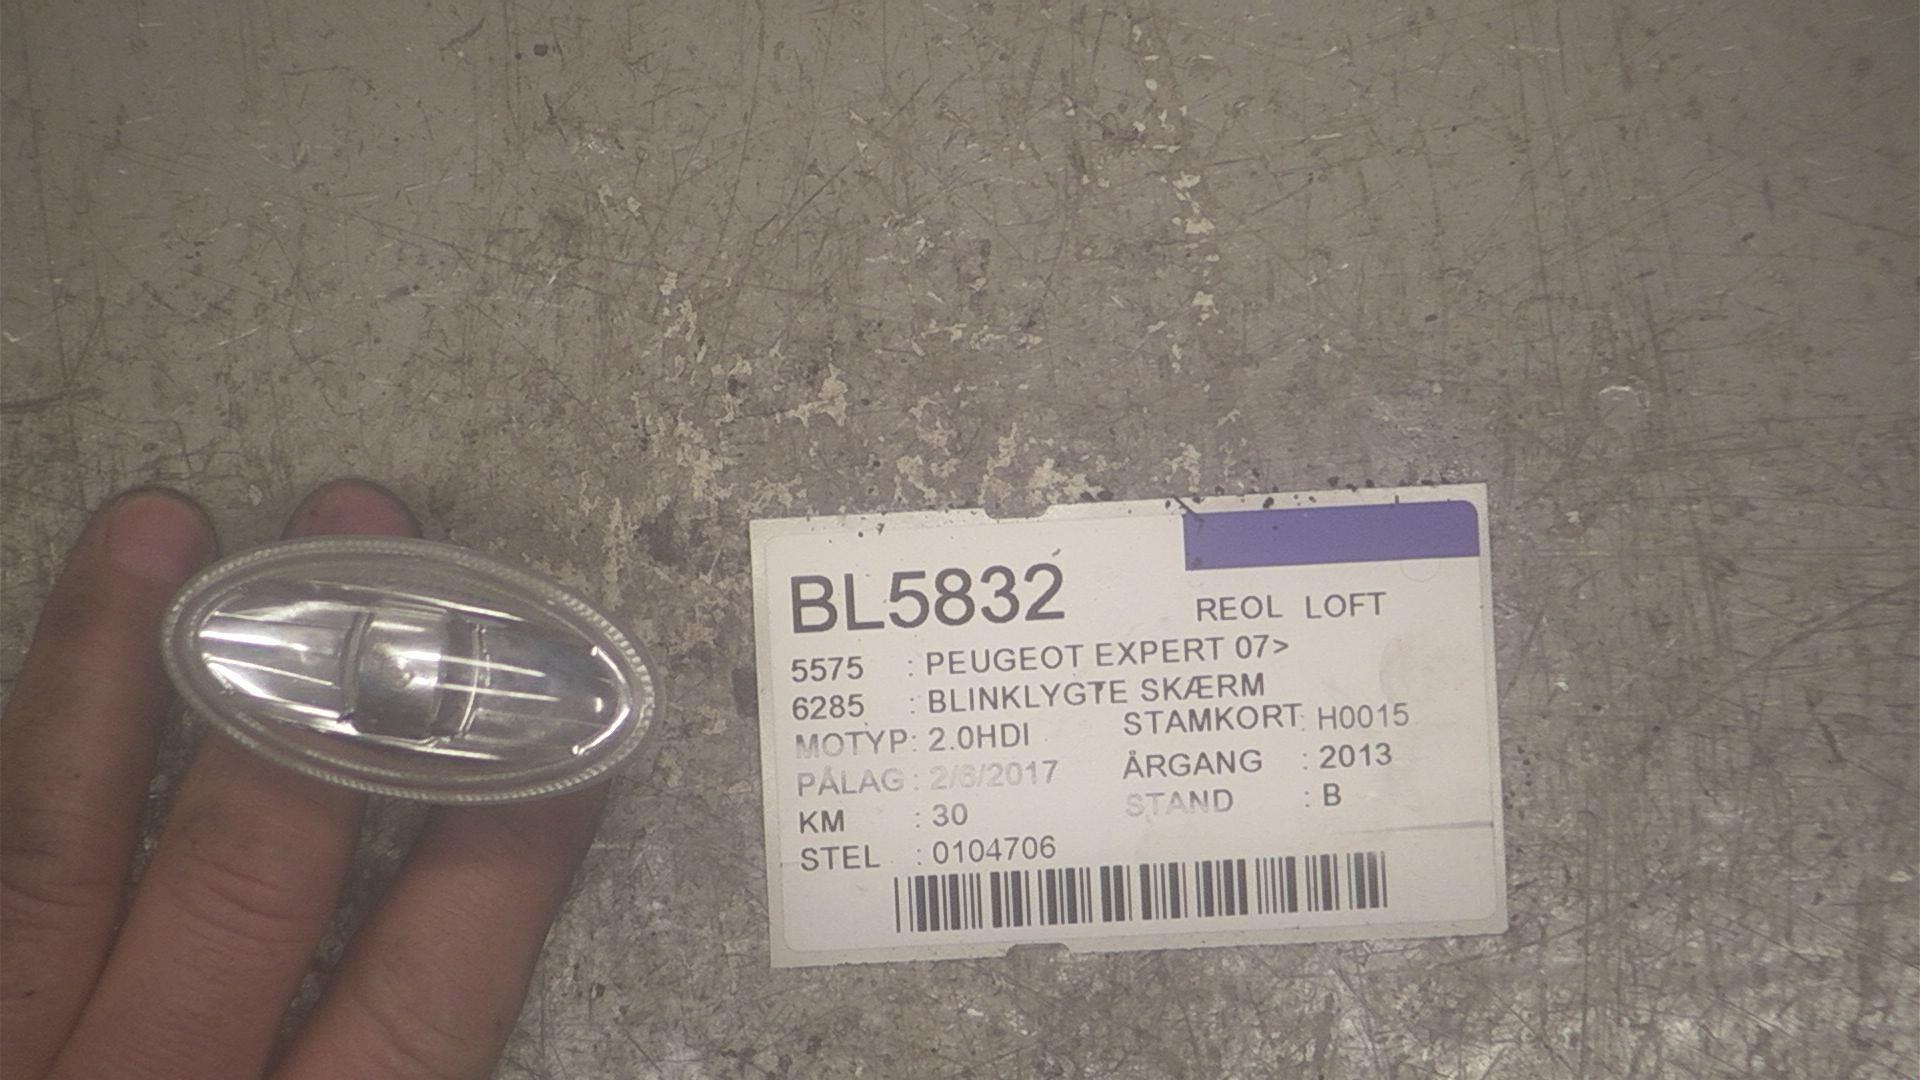 BL5832
REOL LOFT
5575 : PEUGEOT EXPERT 07>
6285 : BLINKLYGTE SKÆRM
MOTYP: 2.0HDI STAMKORT: H0015
PÅLAG : 2/6/2017 ÅRGANG : 2013
KM : 30 STAND : B
STEL : 0104706